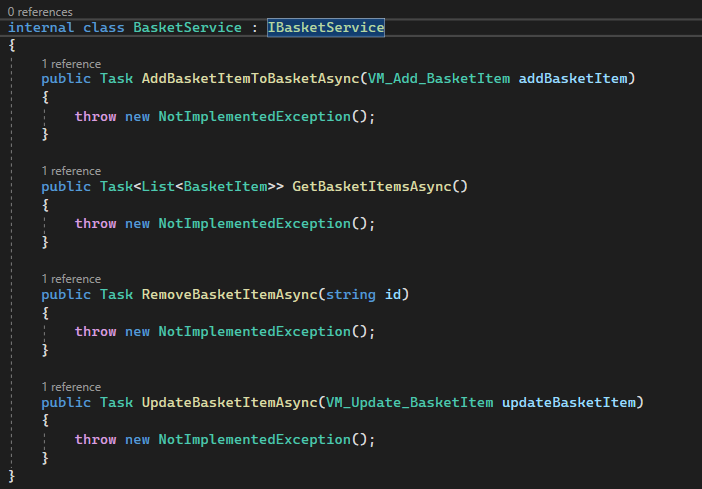 0 references
internal class BasketService : IBasketService
{
1 reference
public Task AddBasketItemToBasketAsync(VM_Add_BasketItem addBasketItem)
{
throw new NotImplementedException();
}
1 reference
public Task<List<BasketItem>> GetBasketItemsAsync()
{
throw new NotImplementedException();
}
1 reference
public Task RemoveBasketItemAsync(string id)
{
throw new NotImplementedException();
}
1 reference
public Task UpdateBasketItemAsync(VM_Update_BasketItem updateBasketItem)
{
throw new NotImplementedException();
}
}